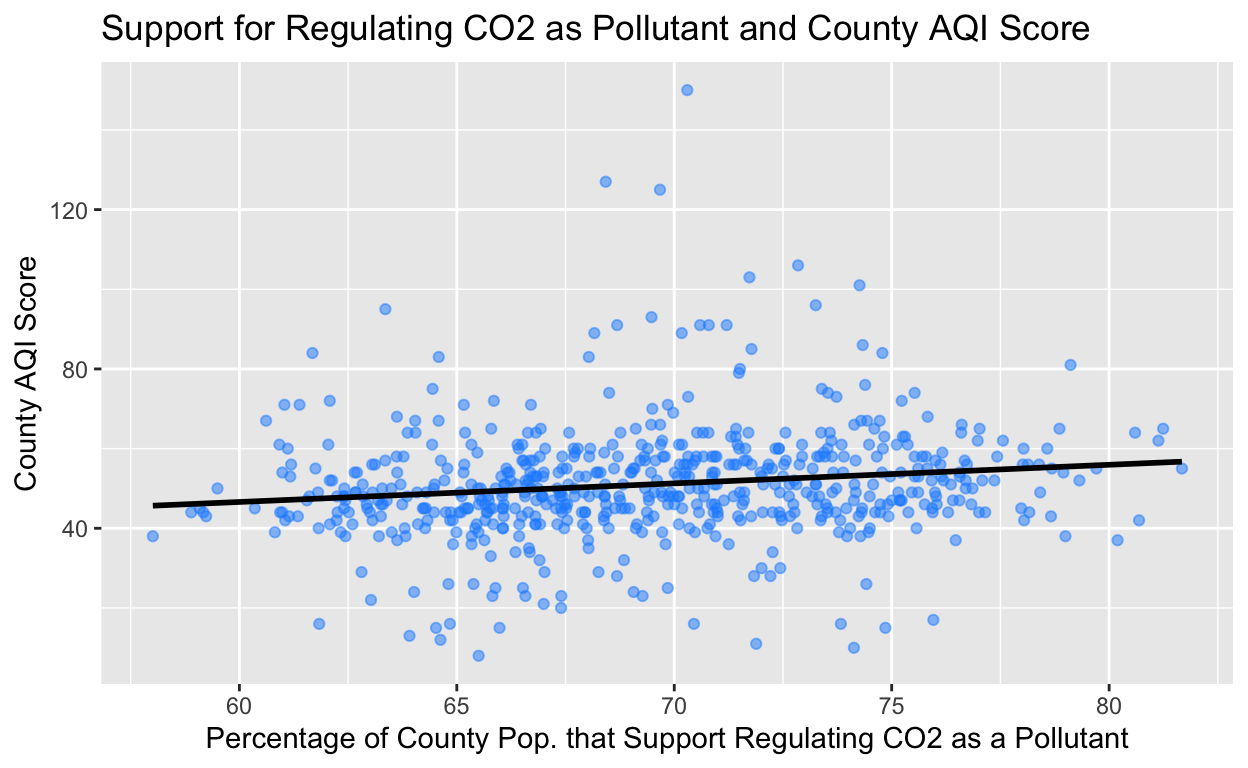 Support for Regulating CO2 as Pollutant and County AQI Score
County AQI Score
120
80
40
60 65 70 75 80
Percentage of County Pop. that Support Regulating CO2 as a Pollutant